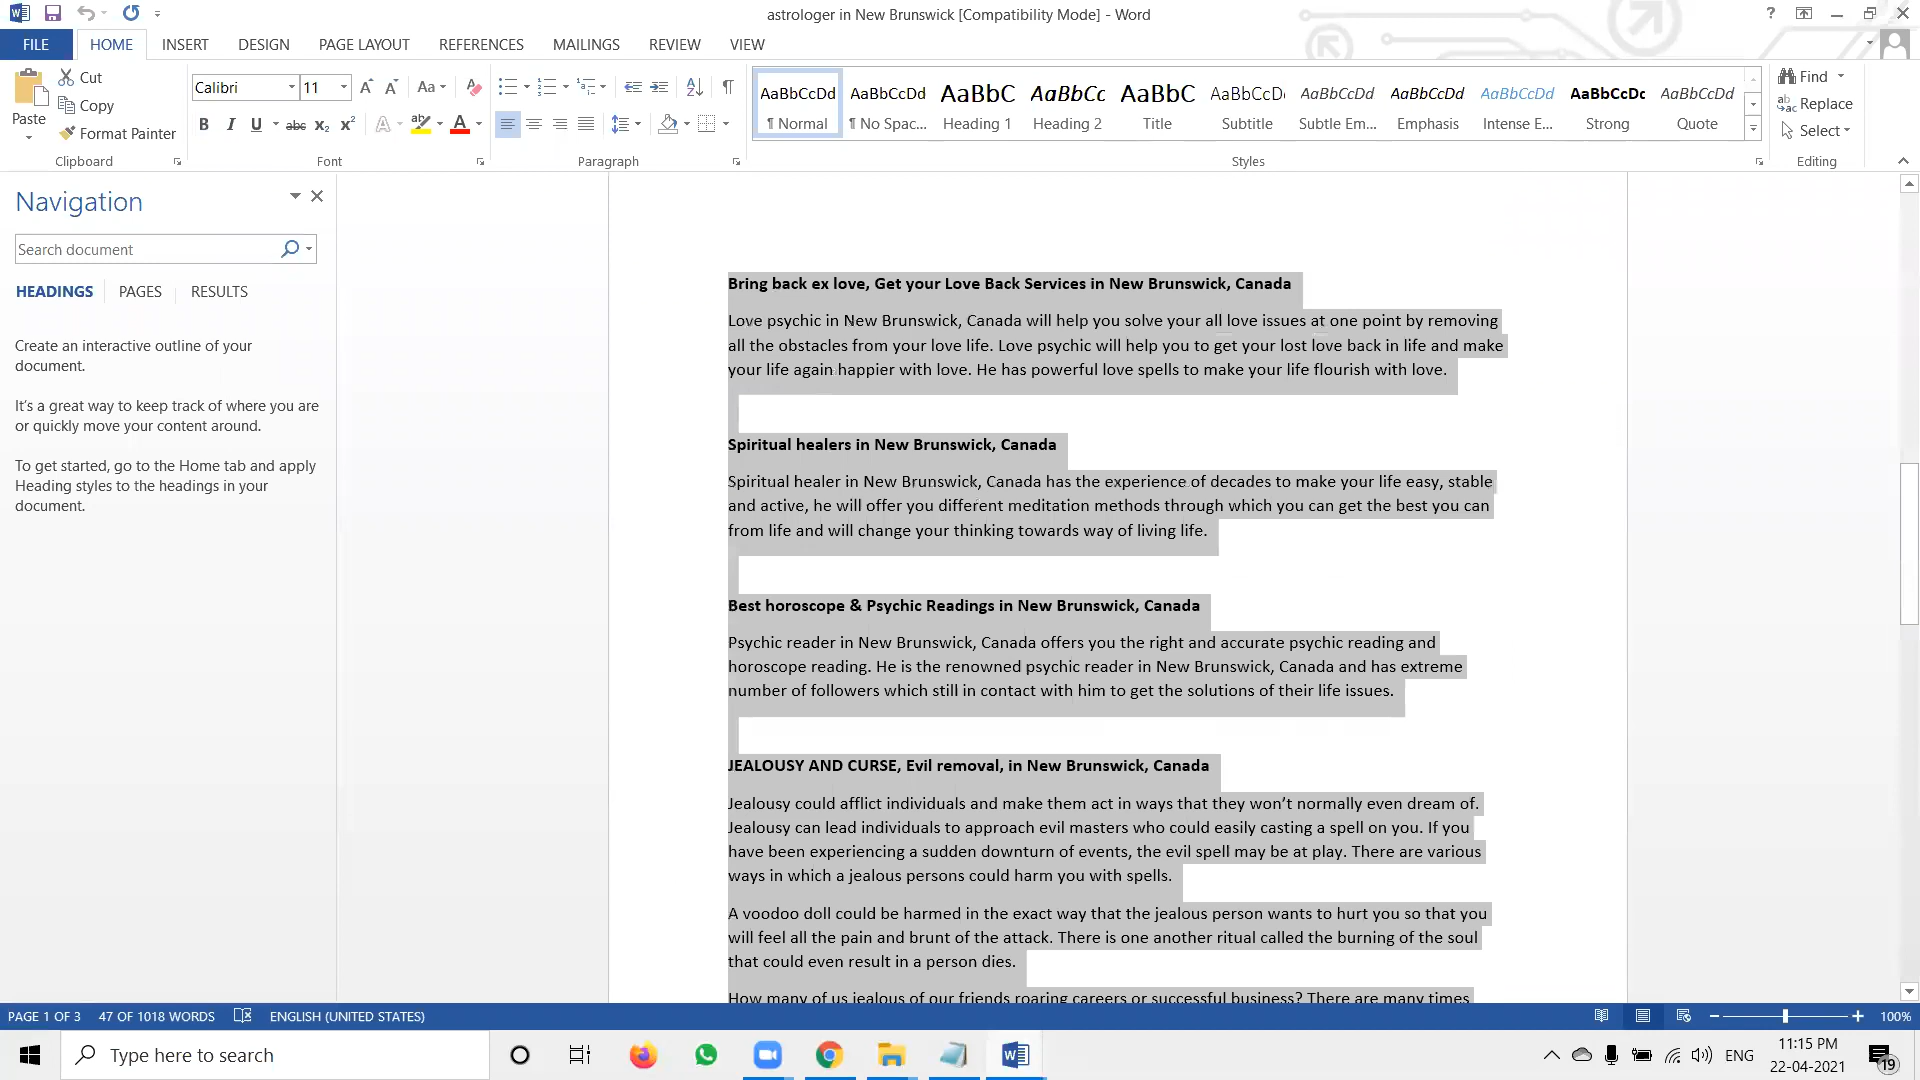 astrologer in New Brunswick [Compatibility Mode] - Word
FILE HOME INSERT DESIGN PAGE LAYOUT REFERENCES MAILINGS REVIEW VIEW
Paste
Cut
Copy
Format Painter
Clipboard
Calibri 11
Font
Paragraph
AaBbCcDd AaBbCcDd AaBbC AaBbCc AaBbC AaBbCcDc AaBbCcDd AaBbCcDd AaBbCcDd AaBbCcDc AaBbCcDd
¶ Normal ¶ No Spac... Heading 1 Heading 2 Title Subtitle Subtle Em... Emphasis Intense E... Strong Quote
Styles
Find
Replace
Select
Editing
Navigation
Search document
HEADINGS PAGES RESULTS
Create an interactive outline of your
document.
It's a great way to keep track of where you are
or quickly move your content around.
To get started, go to the Home tab and apply
Heading styles to the headings in your
document.
Bring back ex love, Get your Love Back Services in New Brunswick, Canada
Love psychic in New Brunswick, Canada will help you solve your all love issues at one point by removing
all the obstacles from your love life. Love psychic will help you to get your lost love back in life and make
your life again happier with love. He has powerful love spells to make your life flourish with love.
Spiritual healers in New Brunswick, Canada
Spiritual healer in New Brunswick, Canada has the experience of decades to make your life easy, stable
and active, he will offer you different meditation methods through which you can get the best you can
from life and will change your thinking towards way of living life.
Best horoscope & Psychic Readings in New Brunswick, Canada
Psychic reader in New Brunswick, Canada offers you the right and accurate psychic reading and
horoscope reading. He is the renowned psychic reader in New Brunswick, Canada and has extreme
number of followers which still in contact with him to get the solutions of their life issues.
JEALOUSY AND CURSE, Evil removal, in New Brunswick, Canada
Jealousy could afflict individuals and make them act in ways that they won't normally even dream of.
Jealousy can lead individuals to approach evil masters who could easily casting a spell on you. If you
have been experiencing a sudden downturn of events, the evil spell may be at play. There are various
ways in which a jealous persons could harm you with spells.
A voodoo doll could be harmed in the exact way that the jealous person wants to hurt you so that you
will feel all the pain and brunt of the attack. There is one another ritual called the burning of the soul
that could even result in a person dies.
How many of us jealous of our friends roaring careers or successful business? There are many times
PAGE 1 OF 3 47 OF 1018 WORDS ENGLISH (UNITED STATES) 100%
Type here to search
ENG
11:15 PM
22-04-2021
19